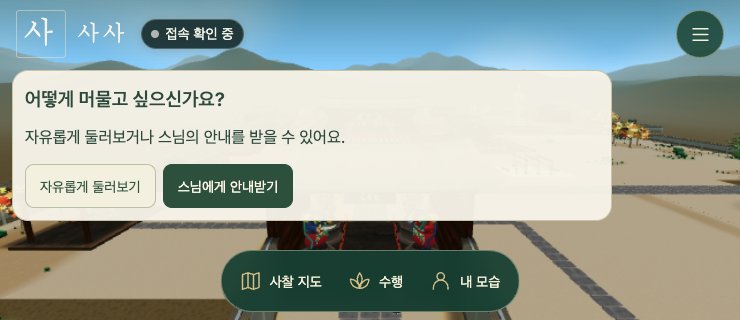 사 사사 접속 확인 중
어떻게 머물고 싶으신가요?
자유롭게 둘러보거나 스님의 안내를 받을 수 있어요.
자유롭게 둘러보기 스님에게 안내받기
사찰 지도 수행 내 모습